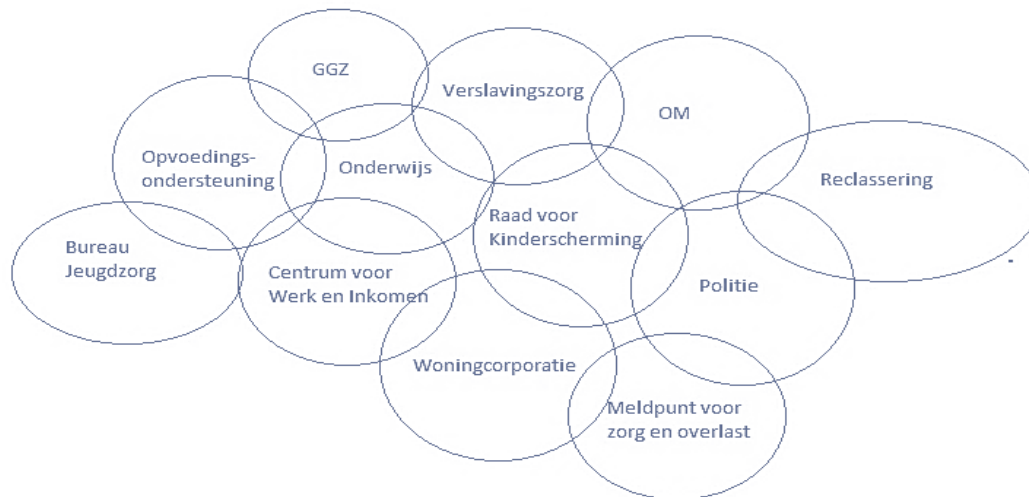 GGZ
Verslavingszorg
OM
Opvoedings-
ondersteuning
Onderwijs
Reclassering
Raad voor
Kinderscherming
Bureau
Jeugdzorg
Centrum voor
Werk en Inkomen
Politie
Woningcorporatie
Meldpunt voor
zorg en overlast